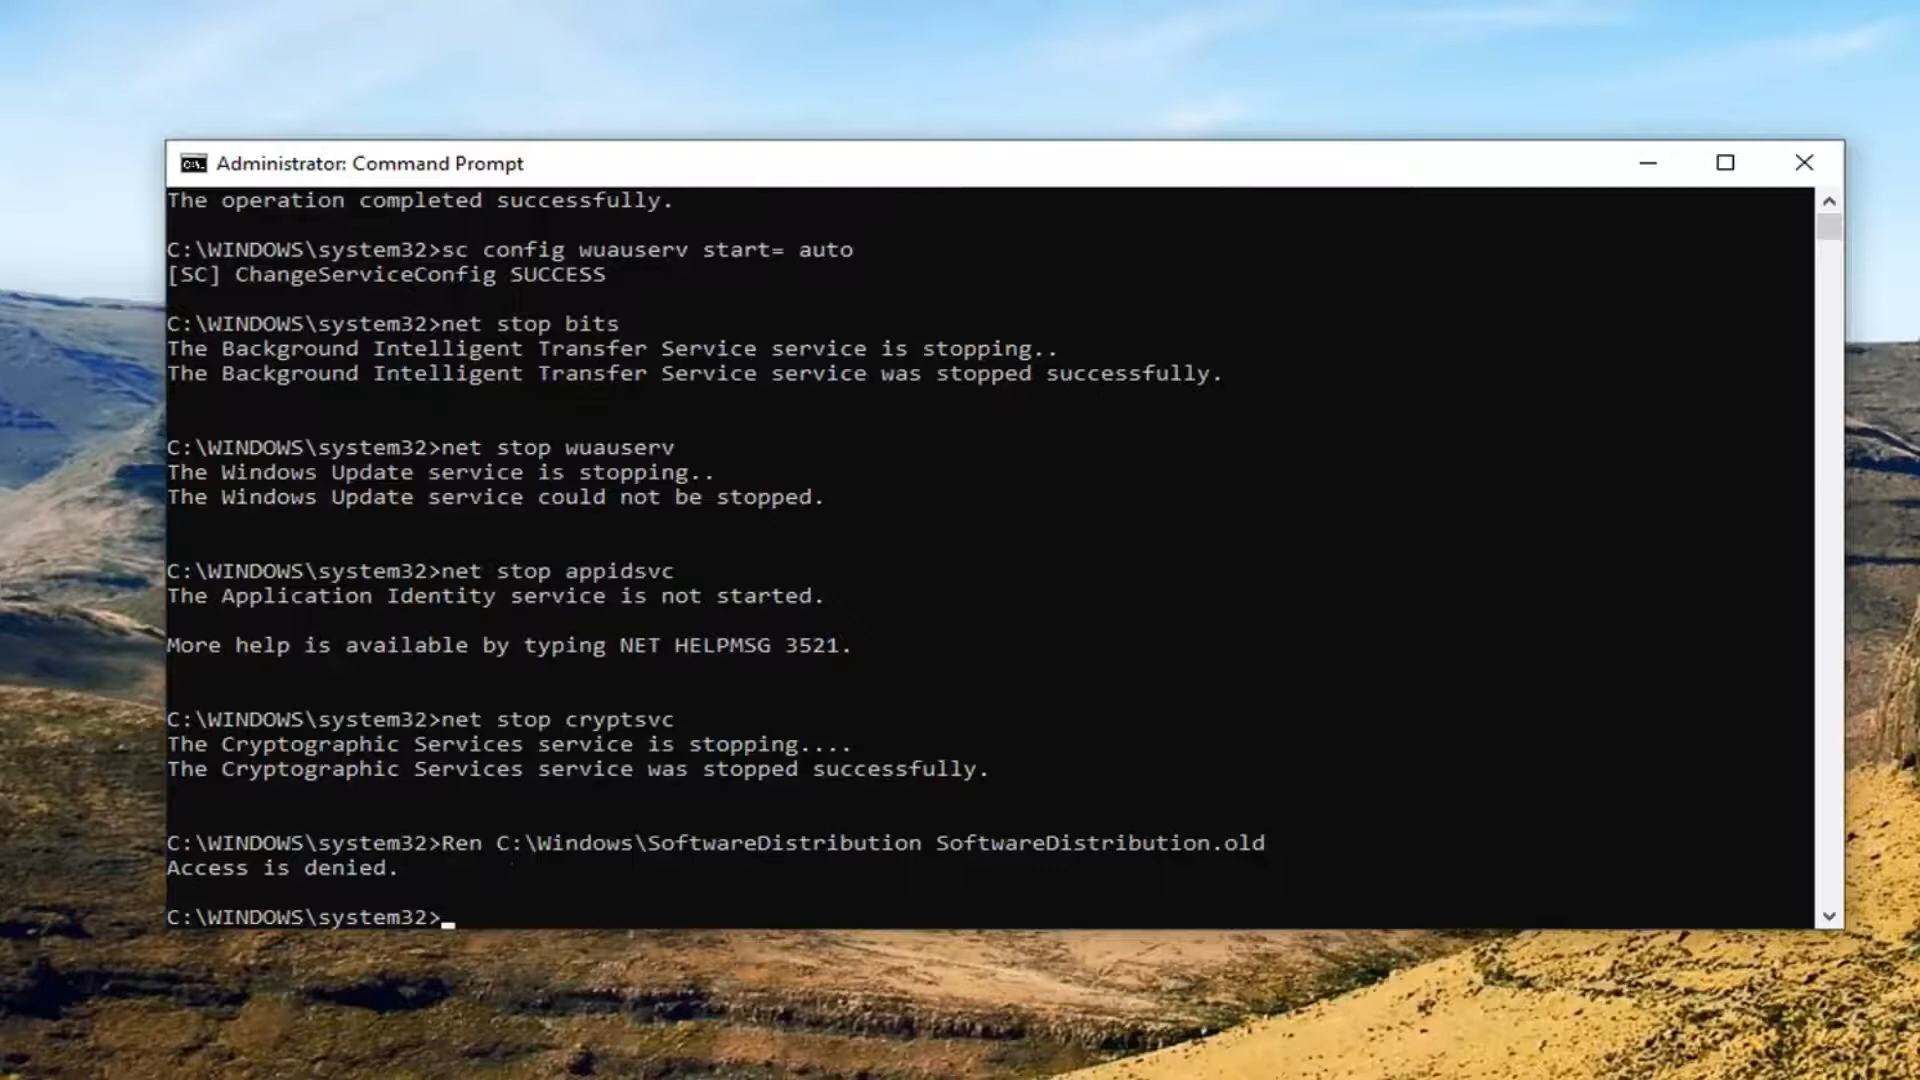 Administrator: Command Prompt
The operation completed successfully.
C:\WINDOWS\system32>sc config wuauserv start= auto
[SC] ChangeServiceConfig SUCCESS
C:\WINDOWS\system32>net stop bits
The Background Intelligent Transfer Service service is stopping..
The Background Intelligent Transfer Service service was stopped successfully.
C:\WINDOWS\system32>net stop wuauserv
The Windows Update service is stopping..
The Windows Update service could not be stopped.
C:\WINDOWS\system32>net stop appidsvc
The Application Identity service is not started.
More help is available by typing NET HELPMSG 3521.
C:\WINDOWS\system32>net stop cryptsvc
The Cryptographic Services service is stopping....
The Cryptographic Services service was stopped successfully.
C:\WINDOWS\system32>Ren C:\Windows\SoftwareDistribution SoftwareDistribution.old
Access is denied.
C:\WINDOWS\system32>